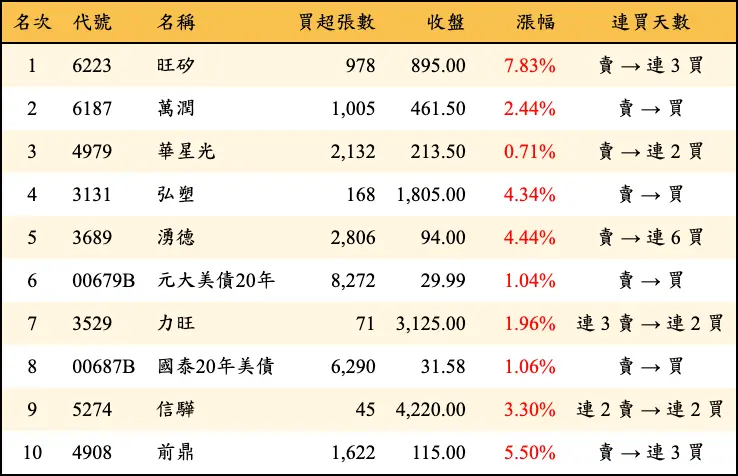 名次 代號 名稱 買超張數 收盤 漲幅 連買天數
1 6223 旺矽 978 895.00 7.83% 賣 → 連 3 買
2 6187 萬潤 1,005 461.50 2.44% 賣 → 買
3 4979 華星光 2,132 213.50 0.71% 賣 → 連 2 買
4 3131 弘塑 168 1,805.00 4.34% 賣 → 買
5 3689 湧德 2,806 94.00 4.44% 賣 → 連 6 買
6 00679B 元大美債20年 8,272 29.99 1.04% 賣 → 買
7 3529 力旺 71 3,125.00 1.96% 連 3 賣 → 連 2 買
8 00687B 國泰20年美債 6,290 31.58 1.06% 賣 → 買
9 5274 信驊 45 4,220.00 3.30% 連 2 賣 → 連 2 買
10 4908 前鼎 1,622 115.00 5.50% 賣 → 連 3 買